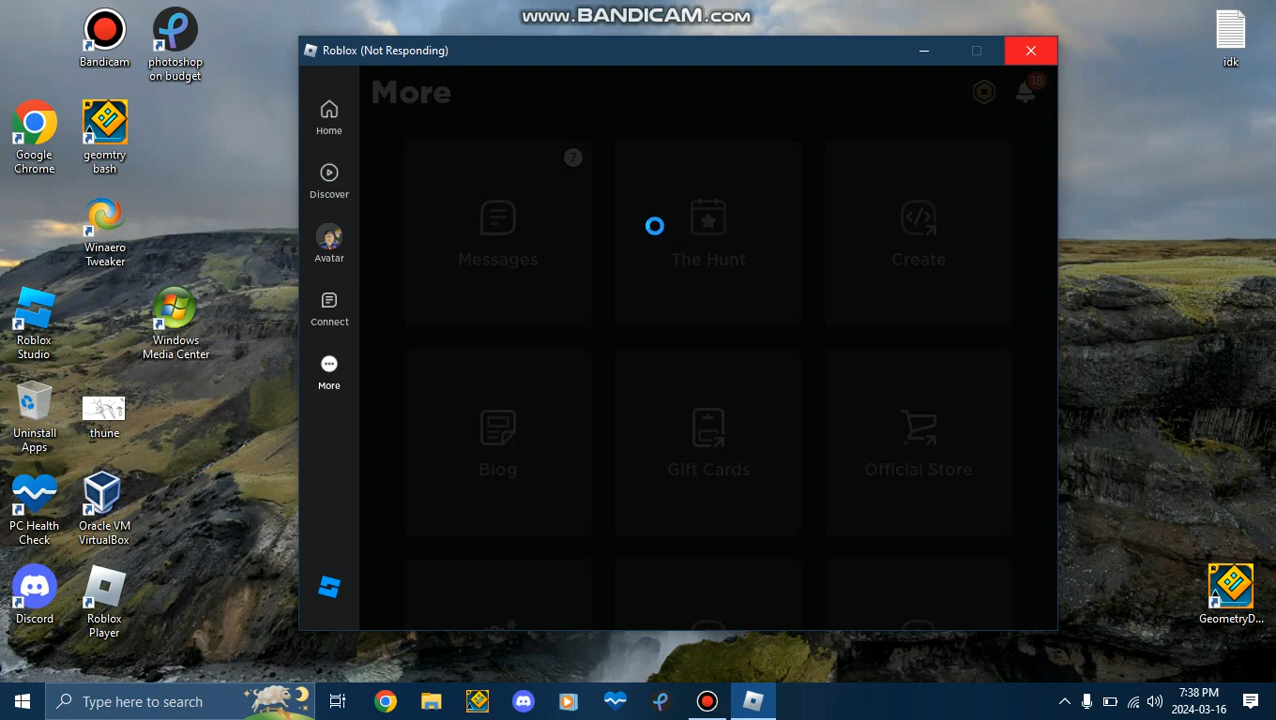 www.BANDICAM.com
Bandicam
photoshop
on budget
idk
Google
Chrome
geomtry
bash
Winaero
Tweaker
Roblox
Studio
Windows
Media Center
Uninstall
Apps
thune
PC Health
Check
Oracle VM
VirtualBox
Discord
Roblox
Player
GeometryD...
Roblox (Not Responding)
More
18
Home
Discover
Avatar
Connect
More
7
Messages
The Hunt
Create
Blog
Gift Cards
Official Store
Type here to search
7:38 PM
2024-03-16